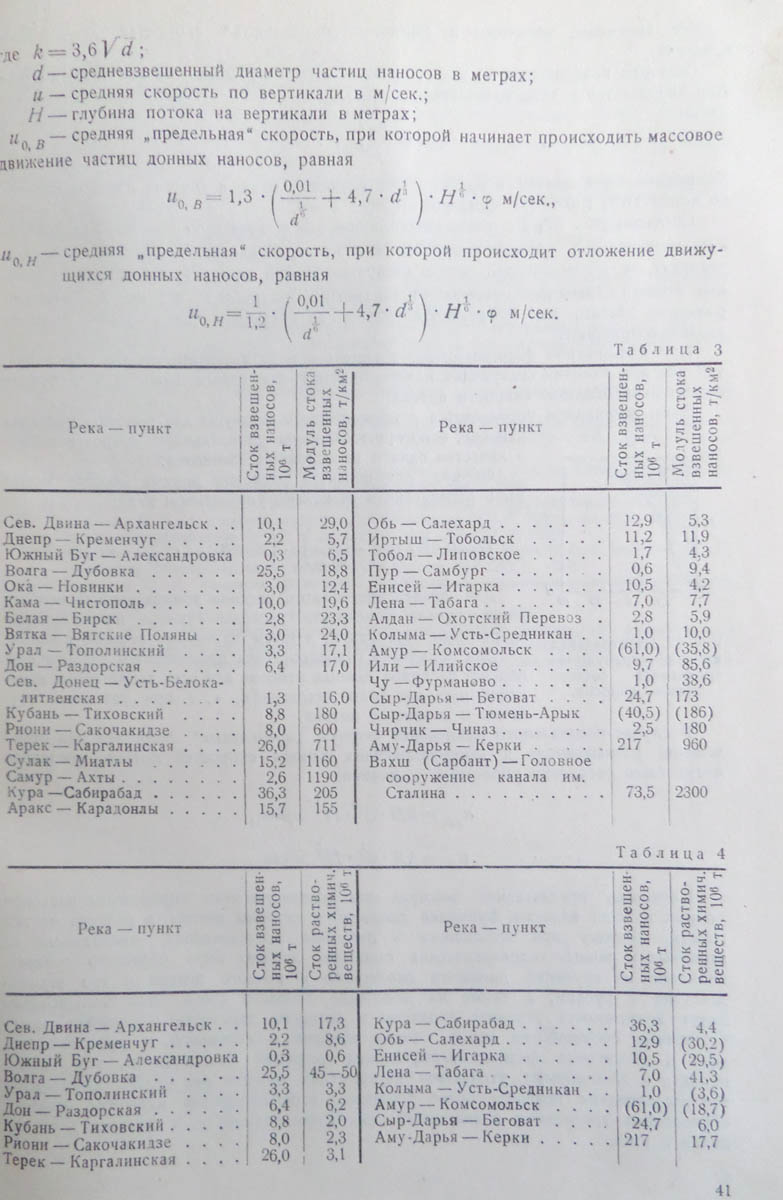 где k = 3,6 √d ;
d — средневзвешенный диаметр частиц наносов в метрах;
u — средняя скорость по вертикали в м/сек.;
H — глубина потока на вертикали в метрах;
u₀, В — средняя „предельная“ скорость, при которой начинает происходить массовое
движение частиц донных наносов, равная
u₀, В = 1,3 · (0,01 / d^(1/6) + 4,7 · d^(1/3)) · H^(1/6) · φ м/сек.,
u₀, Н — средняя „предельная“ скорость, при которой происходит отложение движу-
щихся донных наносов, равная
u₀, Н = 1/1,2 · (0,01 / d^(1/6) + 4,7 · d^(1/3)) · H^(1/6) · φ м/сек.
Таблица 3
Река — пункт
Сток взвешен-
ных наносов,
10⁶ т
Модуль стока
взвешенных
наносов, т/км²
Река — пункт
Сток взвешен-
ных наносов,
10⁶ т
Модуль стока
взвешенных
наносов, т/км²
Сев. Двина — Архангельск . . 10,1 29,0
Днепр — Кременчуг . . . . . 2,2 5,7
Южный Буг — Александровка 0,3 6,5
Волга — Дубовка . . . . . . 25,5 18,8
Ока — Новинки . . . . . . . 3,0 12,4
Кама — Чистополь . . . . . . 10,0 19,6
Белая — Бирск . . . . . . . 2,8 23,3
Вятка — Вятские Поляны . . 3,0 24,0
Урал — Тополинский . . . . 3,3 17,1
Дон — Раздорская . . . . . . 6,4 17,0
Сев. Донец — Усть-Белока-
литвенская . . . . . . . . 1,3 16,0
Кубань — Тиховский . . . . 8,8 180
Риони — Сакочакидзе . . . . 8,0 600
Терек — Каргалинская . . . . 26,0 711
Сулак — Миатлы . . . . . . 15,2 1160
Самур — Ахты . . . . . . . . 2,6 1190
Кура — Сабирабад . . . . . . 36,3 205
Аракс — Карадонлы . . . . . 15,7 155
Обь — Салехард . . . . . . . 12,9 5,3
Иртыш — Тобольск . . . . . 11,2 11,9
Тобол — Липовское . . . . . 1,7 4,3
Пур — Самбург . . . . . . . 0,6 9,4
Енисей — Игарка . . . . . . 10,5 4,2
Лена — Табага . . . . . . . . 7,0 7,7
Алдан — Охотский Перевоз . 2,8 5,9
Колыма — Усть-Средникан . . 1,0 10,0
Амур — Комсомольск . . . . (61,0) (35,8)
Или — Илийское . . . . . . 9,7 85,6
Чу — Фурманово . . . . . . . 1,0 38,6
Сыр-Дарья — Беговат . . . . 24,7 173
Сыр-Дарья — Тюмень-Арык (40,5) (186)
Чирчик — Чиназ . . . . . . . 2,5 180
Аму-Дарья — Керки . . . . . 217 960
Вахш (Сарбант) — Головное
сооружение канала им.
Сталина . . . . . . . . . . 73,5 2300
Таблица 4
Река — пункт
Сток взвешен-
ных наносов,
10⁶ т
Сток раство-
ренных химич.
веществ, 10⁶ т
Река — пункт
Сток взвешен-
ных наносов,
10⁶ т
Сток раство-
ренных химич.
веществ, 10⁶ т
Сев. Двина — Архангельск . . 10,1 17,3
Днепр — Кременчуг . . . . . 2,2 8,6
Южный Буг — Александровка 0,3 0,6
Волга — Дубовка . . . . . . 25,5 45—50
Урал — Тополинский . . . . 3,3 3,3
Дон — Раздорская . . . . . . 6,4 6,2
Кубань — Тиховский . . . . . 8,8 2,0
Риони — Сакочакидзе . . . . 8,0 2,3
Терек — Каргалинская . . . . 26,0 3,1
Кура — Сабирабад . . . . . . 36,3 4,4
Обь — Салехард . . . . . . . 12,9 (30,2)
Енисей — Игарка . . . . . . 10,5 (29,5)
Лена — Табага . . . . . . . . 7,0 41,3
Колыма — Усть-Средникан . . 1,0 (3,6)
Амур — Комсомольск . . . . (61,0) (18,7)
Сыр-Дарья — Беговат . . . . 24,7 6,0
Аму-Дарья — Керки . . . . . 217 17,7
41